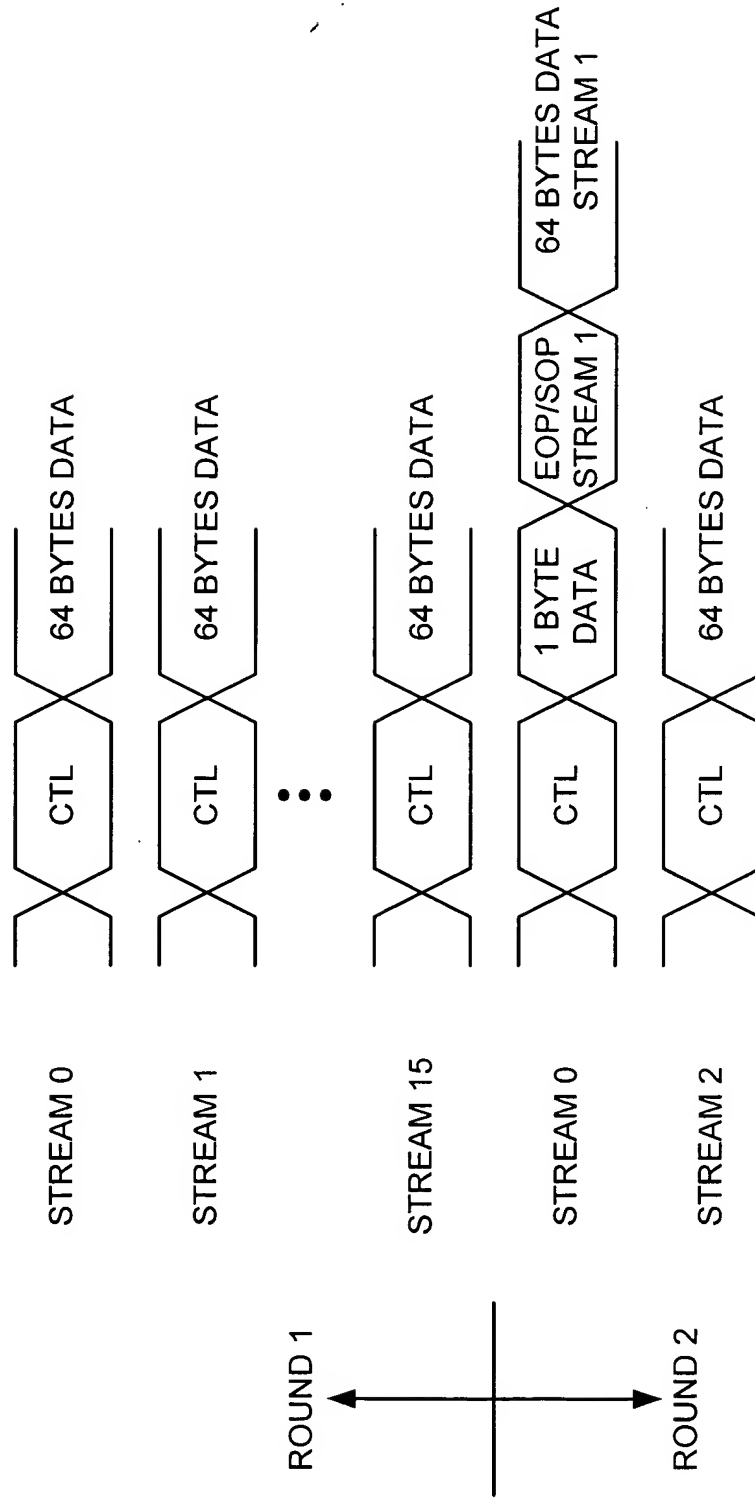 STREAM 0
CTL
64 BYTES DATA
STREAM 1
CTL
64 BYTES DATA
ROUND 1
STREAM 15
CTL
64 BYTES DATA
STREAM 0
CTL
1 BYTE
DATA
EOP/SOP
STREAM 1
64 BYTES DATA
STREAM 1
ROUND 2
STREAM 2
CTL
64 BYTES DATA